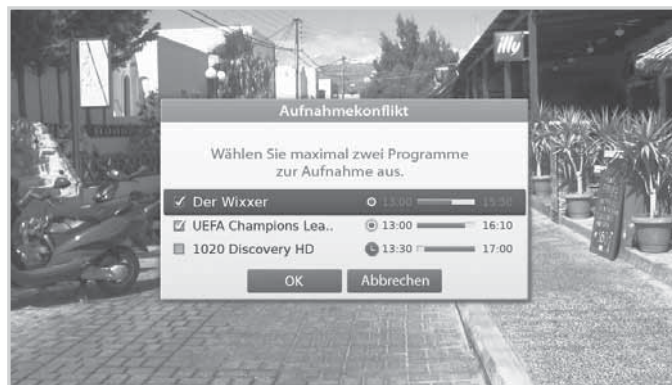 illy
Aufnahmekonflikt
Wählen Sie maximal zwei Programme
zur Aufnahme aus.
Der Wixxer 13:00 15:50
UEFA Champions Lea.. 13:00 16:10
1020 Discovery HD 13:30 17:00
OK Abbrechen